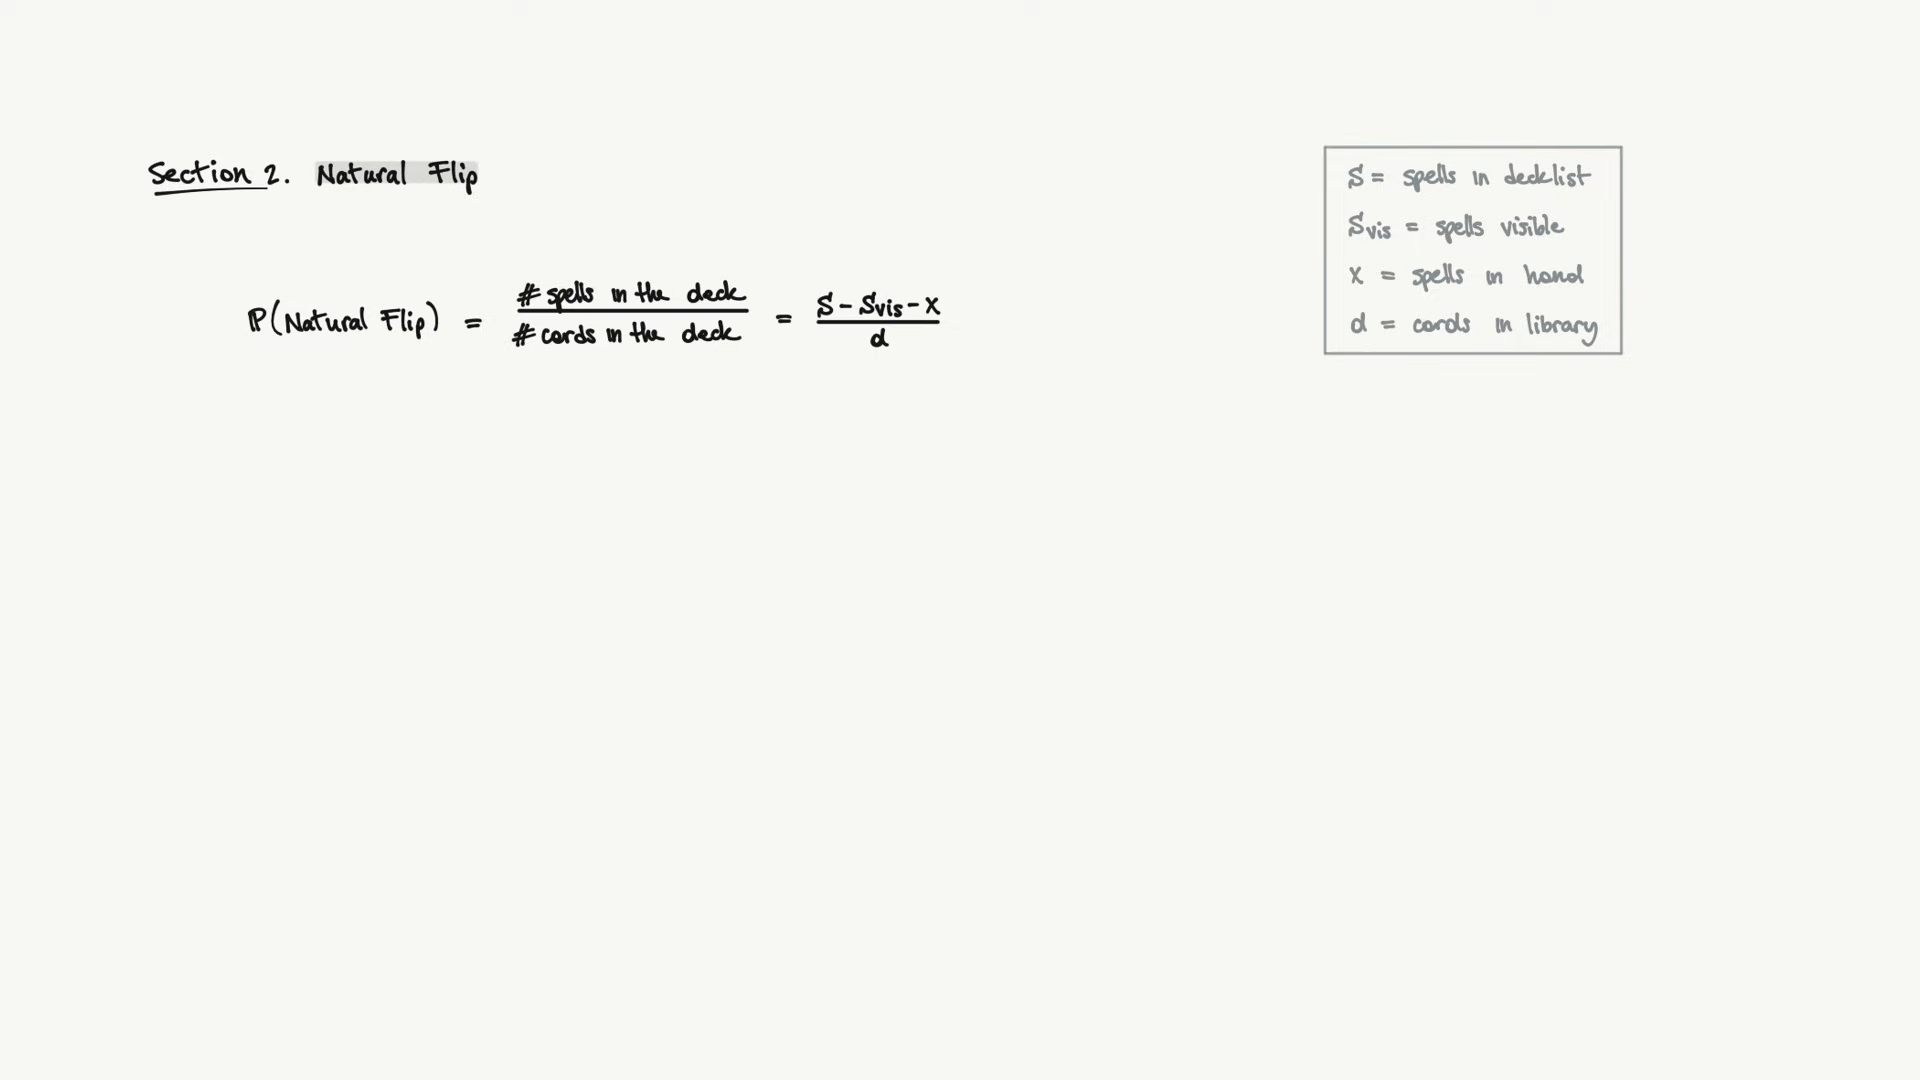 Section 2. Natural Flip
S = spells in decklist
Svis = spells visible
x = spells in hand
d = cards in library
P(Natural Flip) = # spells in the deck / # cards in the deck = S - Svis - x / d